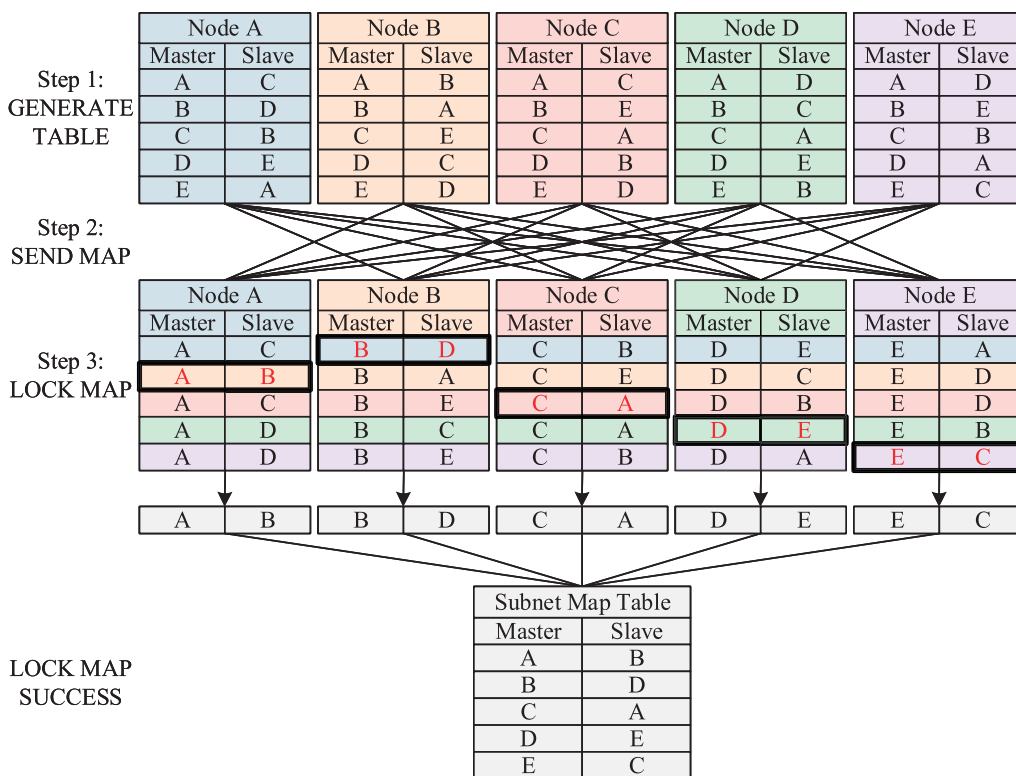 Node A Node B Node C Node D Node E
Master Slave Master Slave Master Slave Master Slave Master Slave
Step 1:
GENERATE
TABLE
A C A B A C A D A D
B D B A B E B C B E
C B C E C A C A C B
D E D C D B D E D A
E A E D E D E B E C
Step 2:
SEND MAP
Node A Node B Node C Node D Node E
Master Slave Master Slave Master Slave Master Slave Master Slave
Step 3:
LOCK MAP
A C B D C B D E E A
A B B A C E D C E D
A C B E C A D B E D
A D B C C A D E E B
A D B E C B D A E C
A B B D C A D E E C
Subnet Map Table
Master Slave
LOCK MAP
SUCCESS
A B
B D
C A
D E
E C